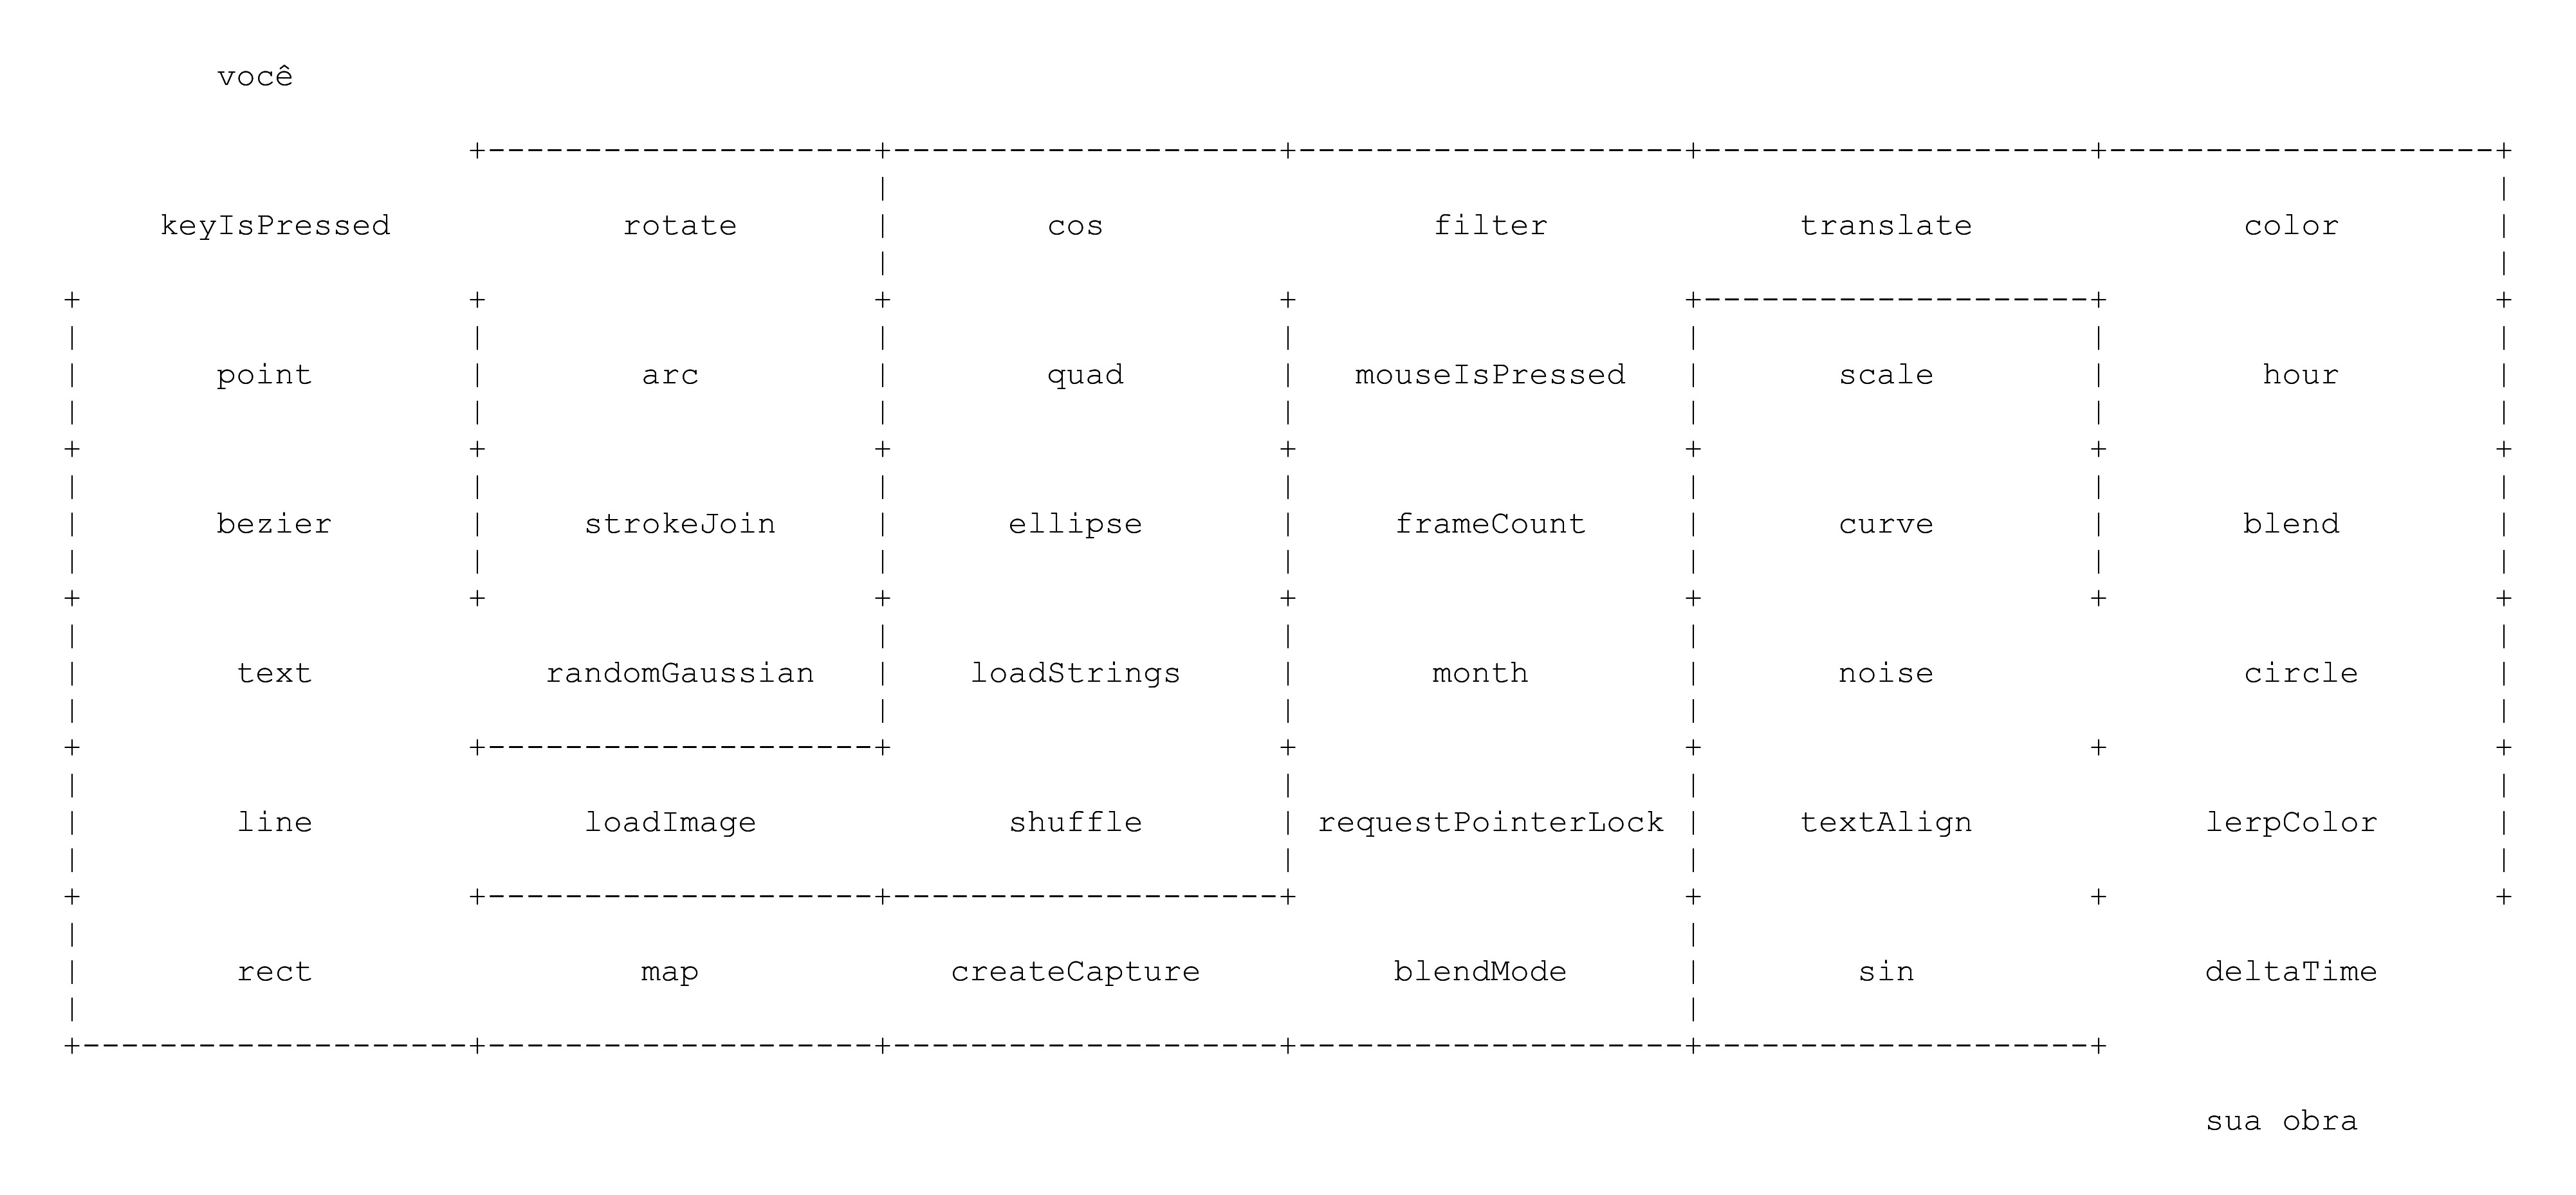 você
keyIsPressed rotate cos filter translate color
point arc quad mouseIsPressed scale hour
bezier strokeJoin ellipse frameCount curve blend
text randomGaussian loadStrings month noise circle
line loadImage shuffle requestPointerLock textAlign lerpColor
rect map createCapture blendMode sin deltaTime
sua obra